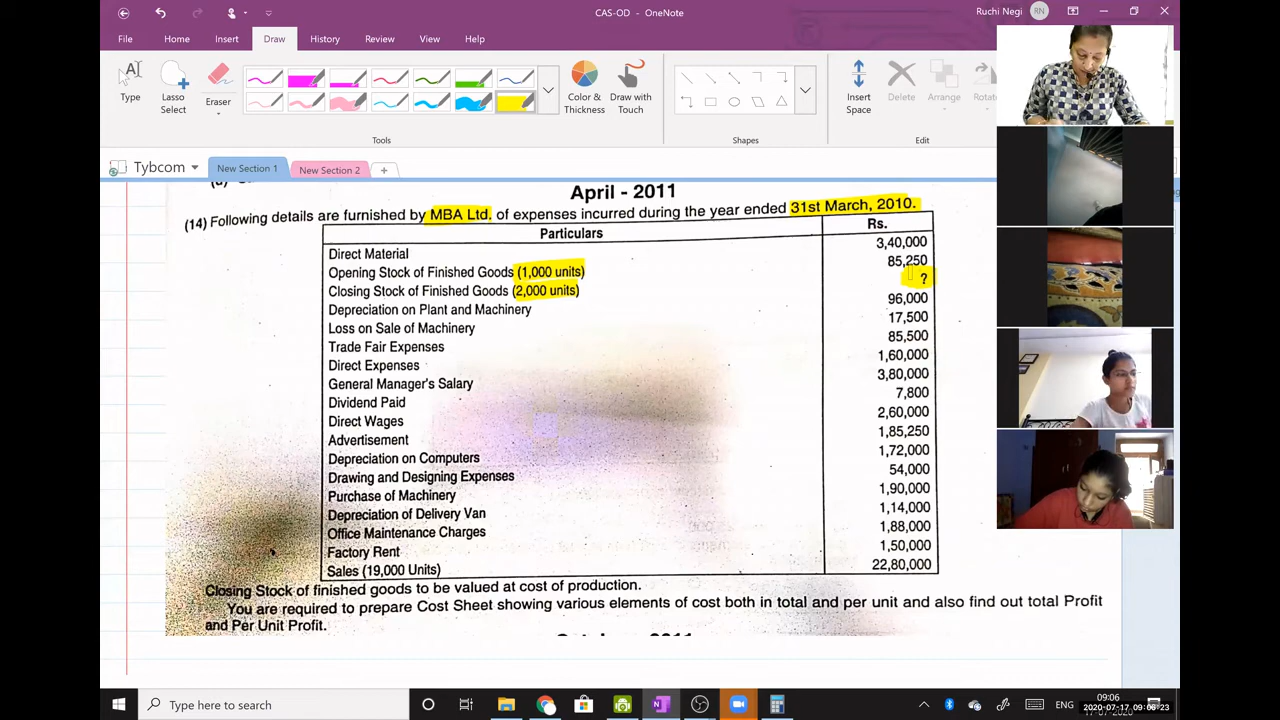 CAS-OD - OneNote
Ruchi Negi RN
File Home Insert Draw History Review View Help
Type
Lasso Select
Eraser
Color & Thickness
Draw with Touch
Insert Space
Delete
Arrange
Rotate
Tools
Shapes
Edit
Tybcom New Section 1 New Section 2
April - 2011
(14) Following details are furnished by MBA Ltd. of expenses incurred during the year ended 31st March, 2010.
Particulars Rs.
Direct Material 3,40,000
Opening Stock of Finished Goods (1,000 units) 85,250
Closing Stock of Finished Goods (2,000 units) ?
Depreciation on Plant and Machinery 96,000
Loss on Sale of Machinery 17,500
Trade Fair Expenses 85,500
Direct Expenses 1,60,000
General Manager's Salary 3,80,000
Dividend Paid 7,800
Direct Wages 2,60,000
Advertisement 1,85,250
Depreciation on Computers 1,72,000
Drawing and Designing Expenses 54,000
Purchase of Machinery 1,90,000
Depreciation of Delivery Van 1,14,000
Office Maintenance Charges 1,88,000
Factory Rent 1,50,000
Sales (19,000 Units) 22,80,000
Closing Stock of finished goods to be valued at cost of production.
You are required to prepare Cost Sheet showing various elements of cost both in total and per unit and also find out total Profit
and Per Unit Profit.
Type here to search
ENG
09:06
2020-07-17 09:06:23